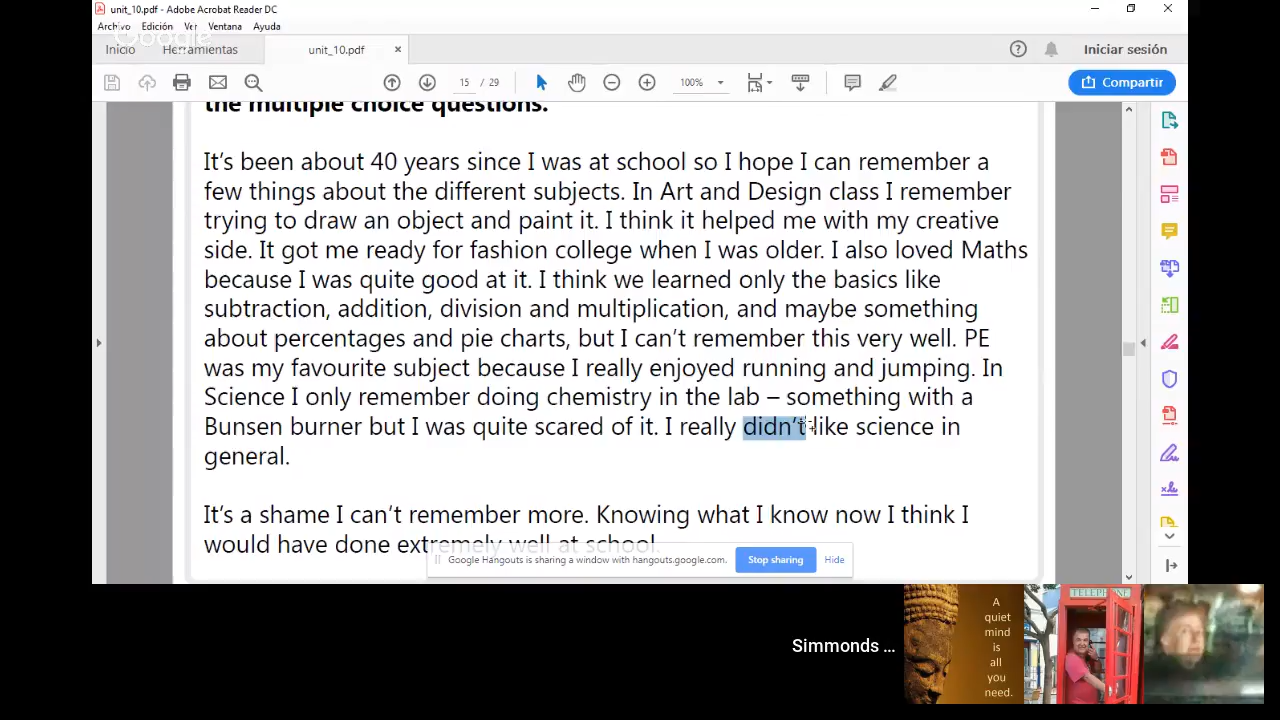 unit_10.pdf - Adobe Acrobat Reader DC
Archivo Edición Ver Ventana Ayuda
Google
Inicio Herramientas unit_10.pdf × Iniciar sesión
15 / 29 100% Compartir
the multiple choice questions.
It's been about 40 years since I was at school so I hope I can remember a
few things about the different subjects. In Art and Design class I remember
trying to draw an object and paint it. I think it helped me with my creative
side. It got me ready for fashion college when I was older. I also loved Maths
because I was quite good at it. I think we learned only the basics like
subtraction, addition, division and multiplication, and maybe something
about percentages and pie charts, but I can't remember this very well. PE
was my favourite subject because I really enjoyed running and jumping. In
Science I only remember doing chemistry in the lab – something with a
Bunsen burner but I was quite scared of it. I really didn't like science in
general.
It's a shame I can't remember more. Knowing what I know now I think I
would have done extremely well at school.
Google Hangouts is sharing a window with hangouts.google.com. Stop sharing Hide
Simmonds ...
A
quiet
mind
is
all
you
need.
TELEPHONE